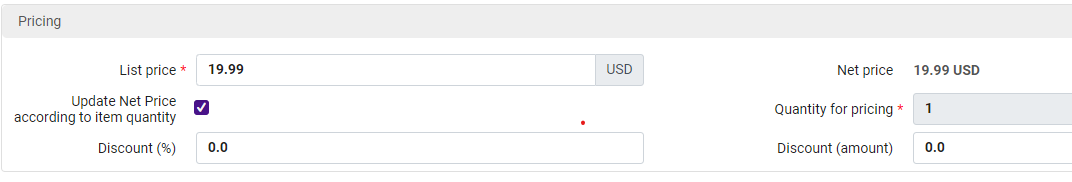 Pricing
List price * 19.99 USD Net price 19.99 USD
Update Net Price
according to item quantity Quantity for pricing * 1
Discount (%) 0.0 Discount (amount) 0.0